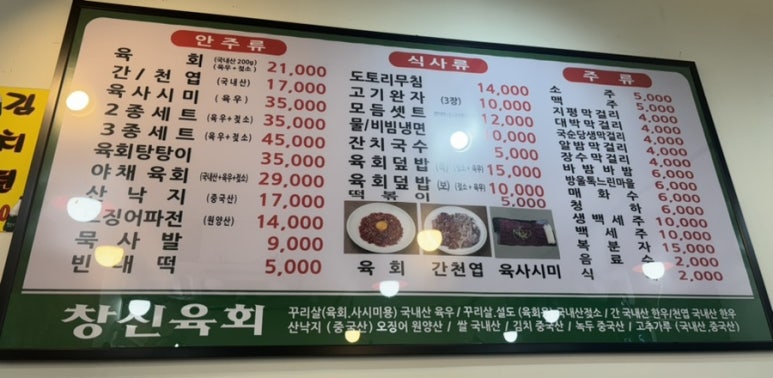 김
치
안주류
육 회 (국내산 200g) (육우+젖소) 21,000
간/천엽 (국내산) 17,000
육사시미 (육우) 35,000
2종세트 (육우+젖소) 35,000
3종세트 (육우+젖소) 45,000
육회탕탕이 35,000
야채육회 (국내산+육우+젖소) 29,000
산낙지 (중국산) 17,000
오징어파전 (원양산) 14,000
묵사발 9,000
빈대떡 5,000
식사류
도토리무침 14,000
고기완자 (3장) 10,000
모듬셋트 12,000
물/비빔냉면 0,000
잔치국수 5,000
육회덮밥 (특) (젖소+육우) 15,000
육회덮밥 (보) (젖소+육우) 10,000
떡볶이 5,000
육회 간천엽 육사시미
주류
소주 5,000
맥주 5,000
지평막걸리 4,000
대박막걸리 4,000
국순당생막걸리 4,000
알밤막걸리 4,000
장수막걸리 4,000
바밤바 6,000
방울톡느린마을 6,000
매화수 6,000
청하 6,000
생백세주 10,000
백세주 10,000
복분자 15,000
음료 2,000
식 2,000
창신육회
꾸리살(육회,사시미용) 국내산 육우 / 꾸리살.설도 (육회용) 국내산젖소 / 간 국내산 한우/천엽 국내산 한우
산낙지 (중국산) 오징어 원양산 / 쌀 국내산 / 김치 중국산 / 녹두 중국산 / 고추가루 (국내산,중국산)